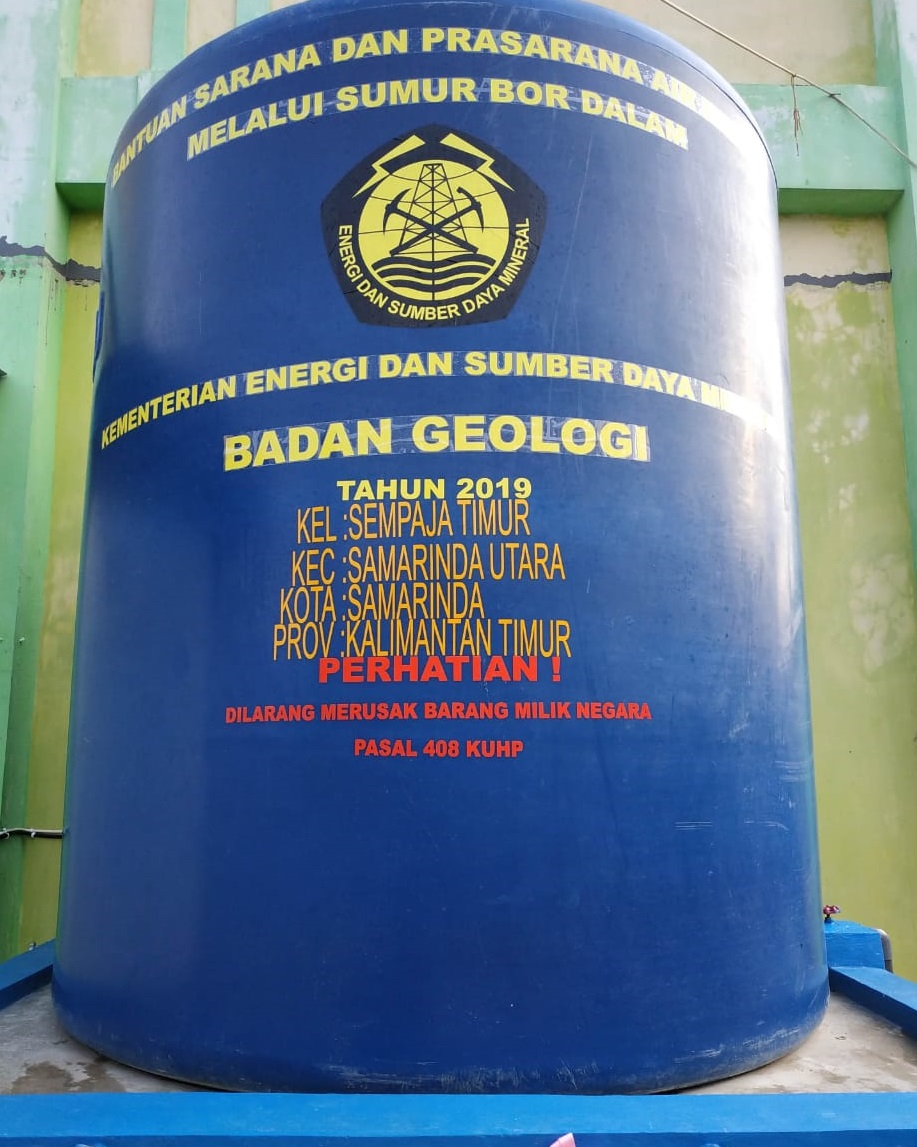 BANTUAN SARANA DAN PRASARANA AIR
MELALUI SUMUR BOR DALAM
ENERGI DAN SUMBER DAYA MINERAL
KEMENTERIAN ENERGI DAN SUMBER DAYA
BADAN GEOLOGI
TAHUN 2019
KEL :SEMPAJA TIMUR
KEC :SAMARINDA UTARA
KOTA :SAMARINDA
PROV :KALIMANTAN TIMUR
PERHATIAN !
DILARANG MERUSAK BARANG MILIK NEGARA
PASAL 408 KUHP